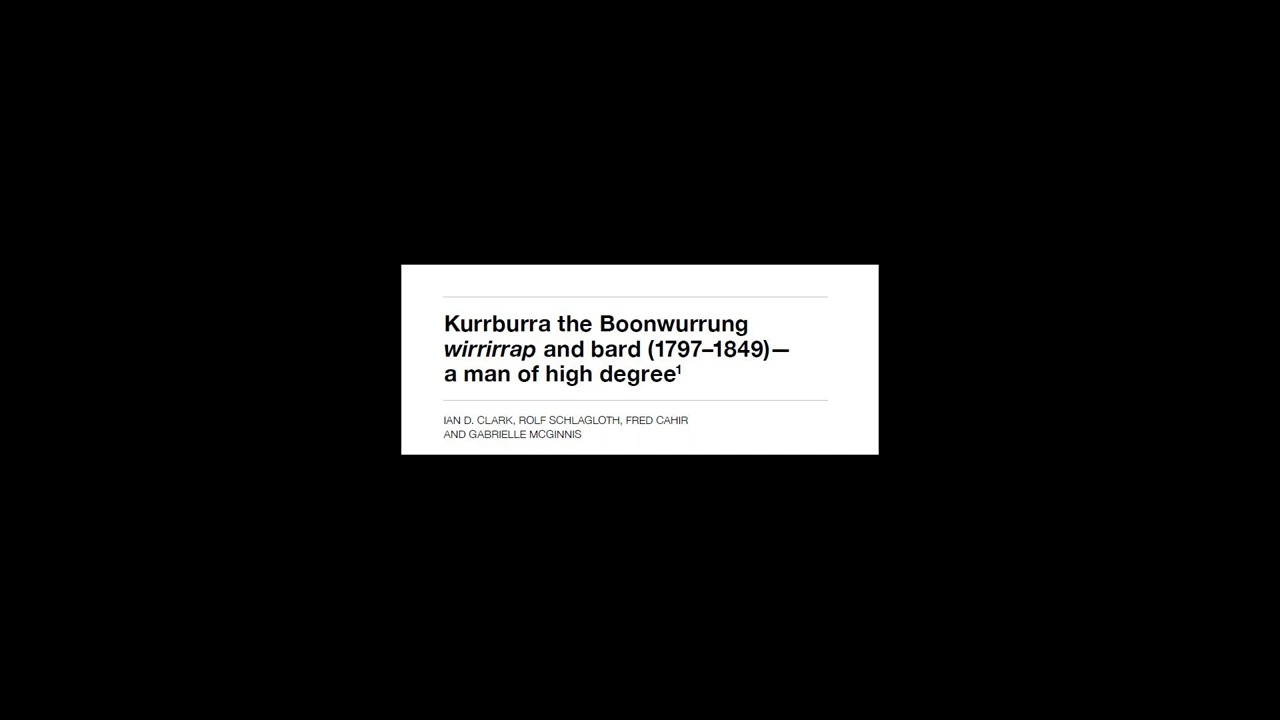 Kurrburra the Boonwurrung
wirrirrap and bard (1797–1849)—
a man of high degree¹
IAN D. CLARK, ROLF SCHLAGLOTH, FRED CAHIR
AND GABRIELLE MCGINNIS